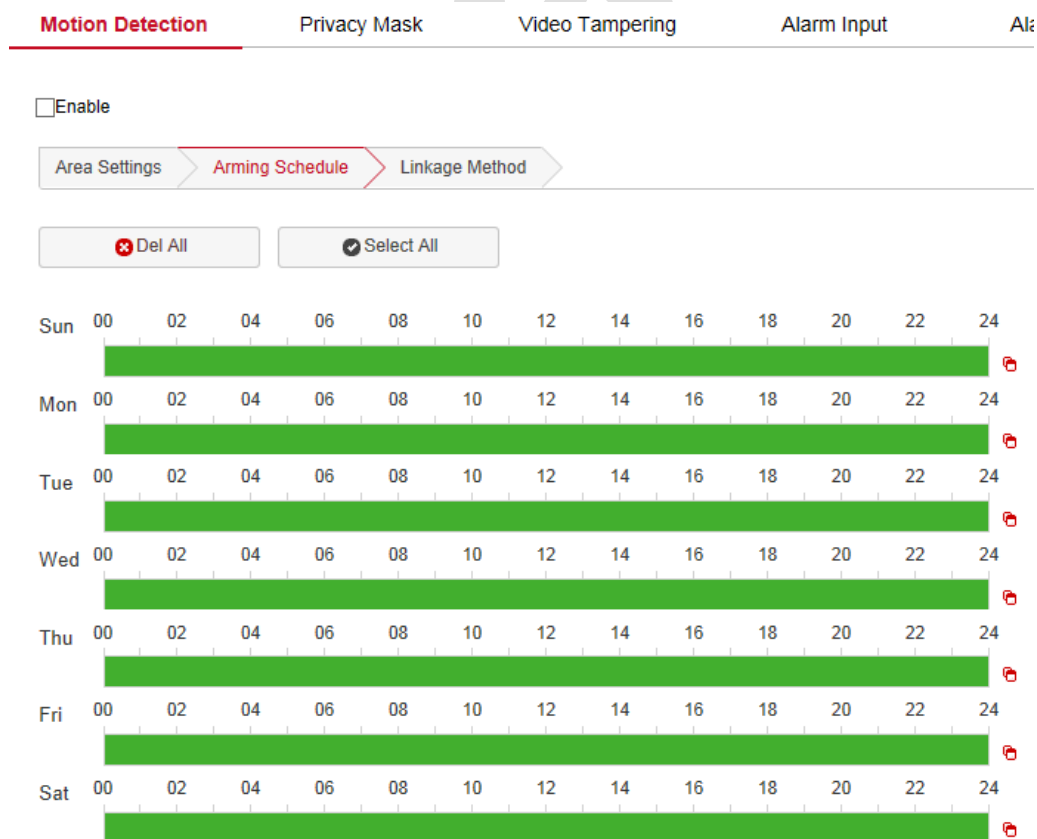 Motion Detection Privacy Mask Video Tampering Alarm Input Ala
Enable
Area Settings Arming Schedule Linkage Method
Del All Select All
Sun 00 02 04 06 08 10 12 14 16 18 20 22 24
Mon 00 02 04 06 08 10 12 14 16 18 20 22 24
Tue 00 02 04 06 08 10 12 14 16 18 20 22 24
Wed 00 02 04 06 08 10 12 14 16 18 20 22 24
Thu 00 02 04 06 08 10 12 14 16 18 20 22 24
Fri 00 02 04 06 08 10 12 14 16 18 20 22 24
Sat 00 02 04 06 08 10 12 14 16 18 20 22 24